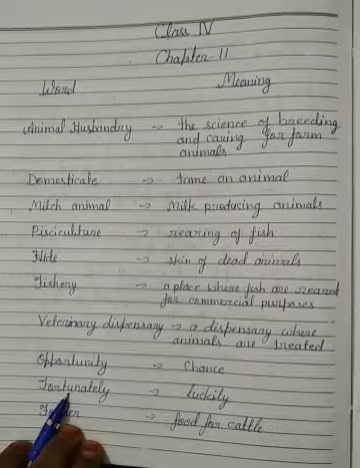 Class IV
Chapter-11
Word Meaning
Animal Husbandry → the science of breeding
and caring for farm
animals
Domesticate → tame an animal
Milch animal → Milk producing animals
Pisciculture → rearing of fish
Hide → skin of dead animals
Fishery → a place where fish are reared
for commercial purposes
Veterinary dispensary → a dispensary where
animals are treated
Opportunity → Chance
Fortunately → luckily
→ food for cattle